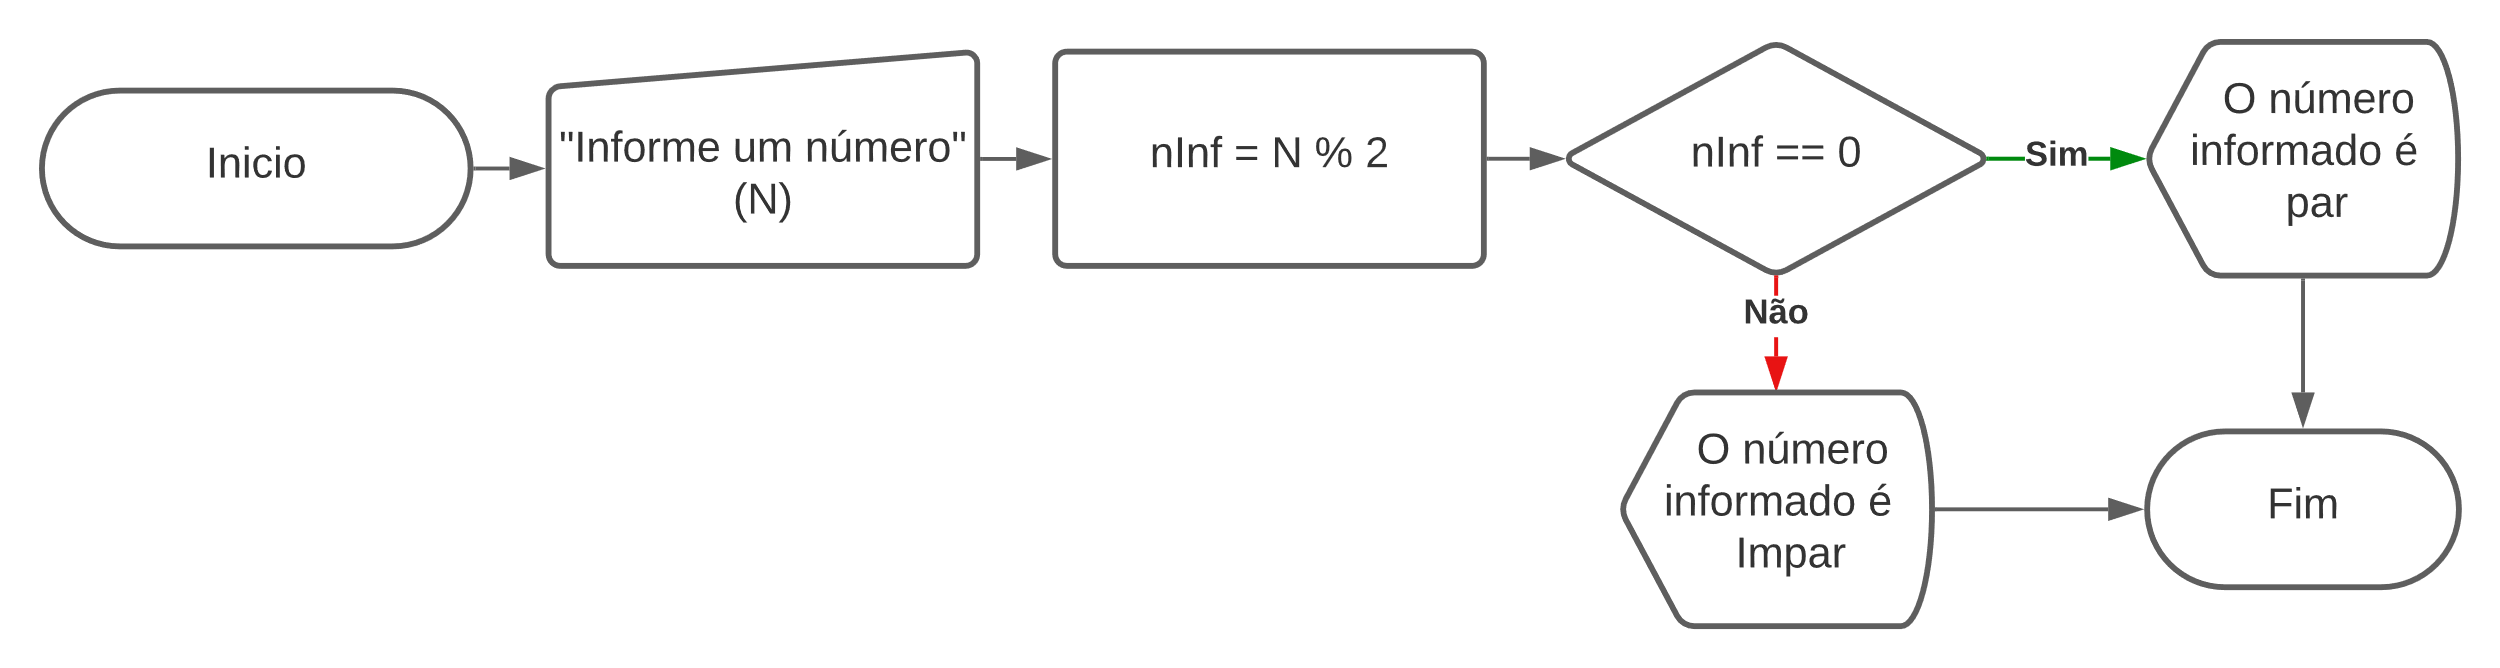 Inicio
"Informe um número"
(N)
nInf = N % 2
nInf == 0
sim
O número
informado é
par
Não
O número
informado é
Impar
Fim